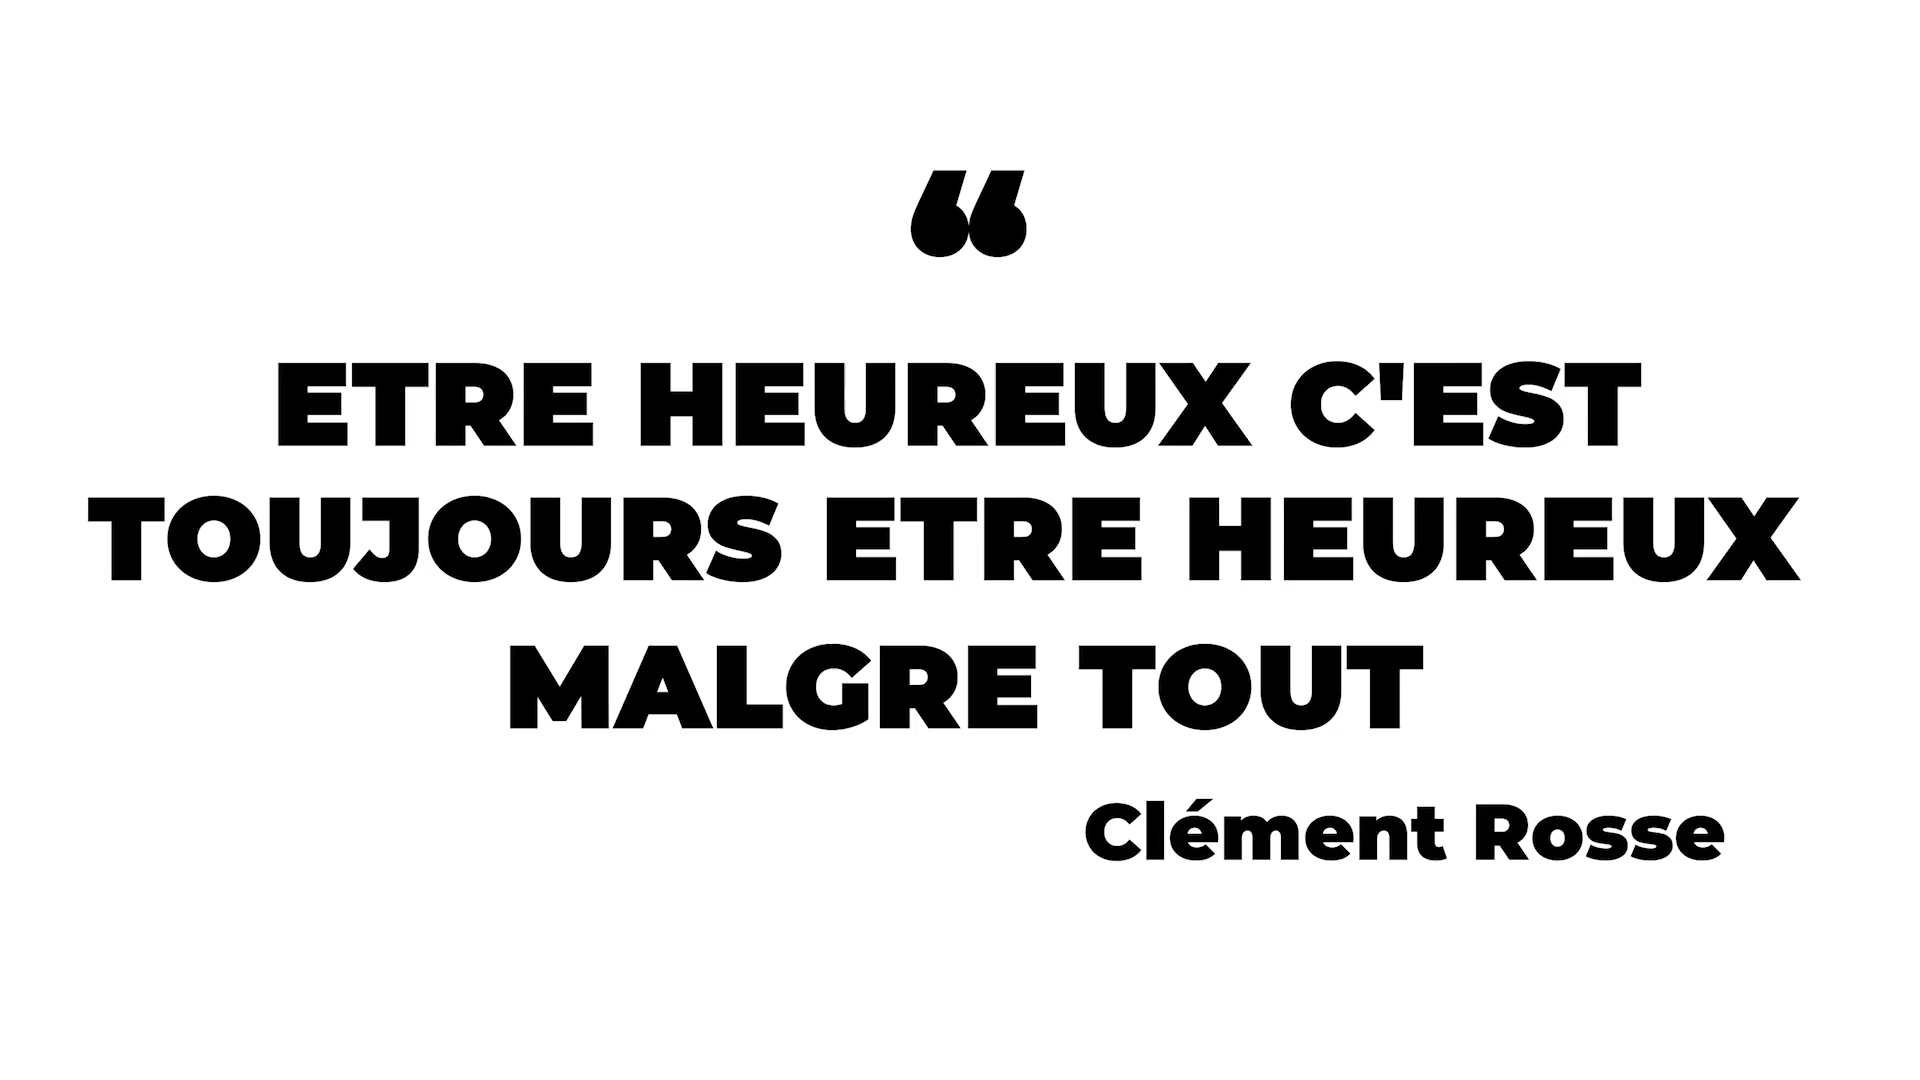 “
ETRE HEUREUX C'EST
TOUJOURS ETRE HEUREUX
MALGRE TOUT
Clément Rosse